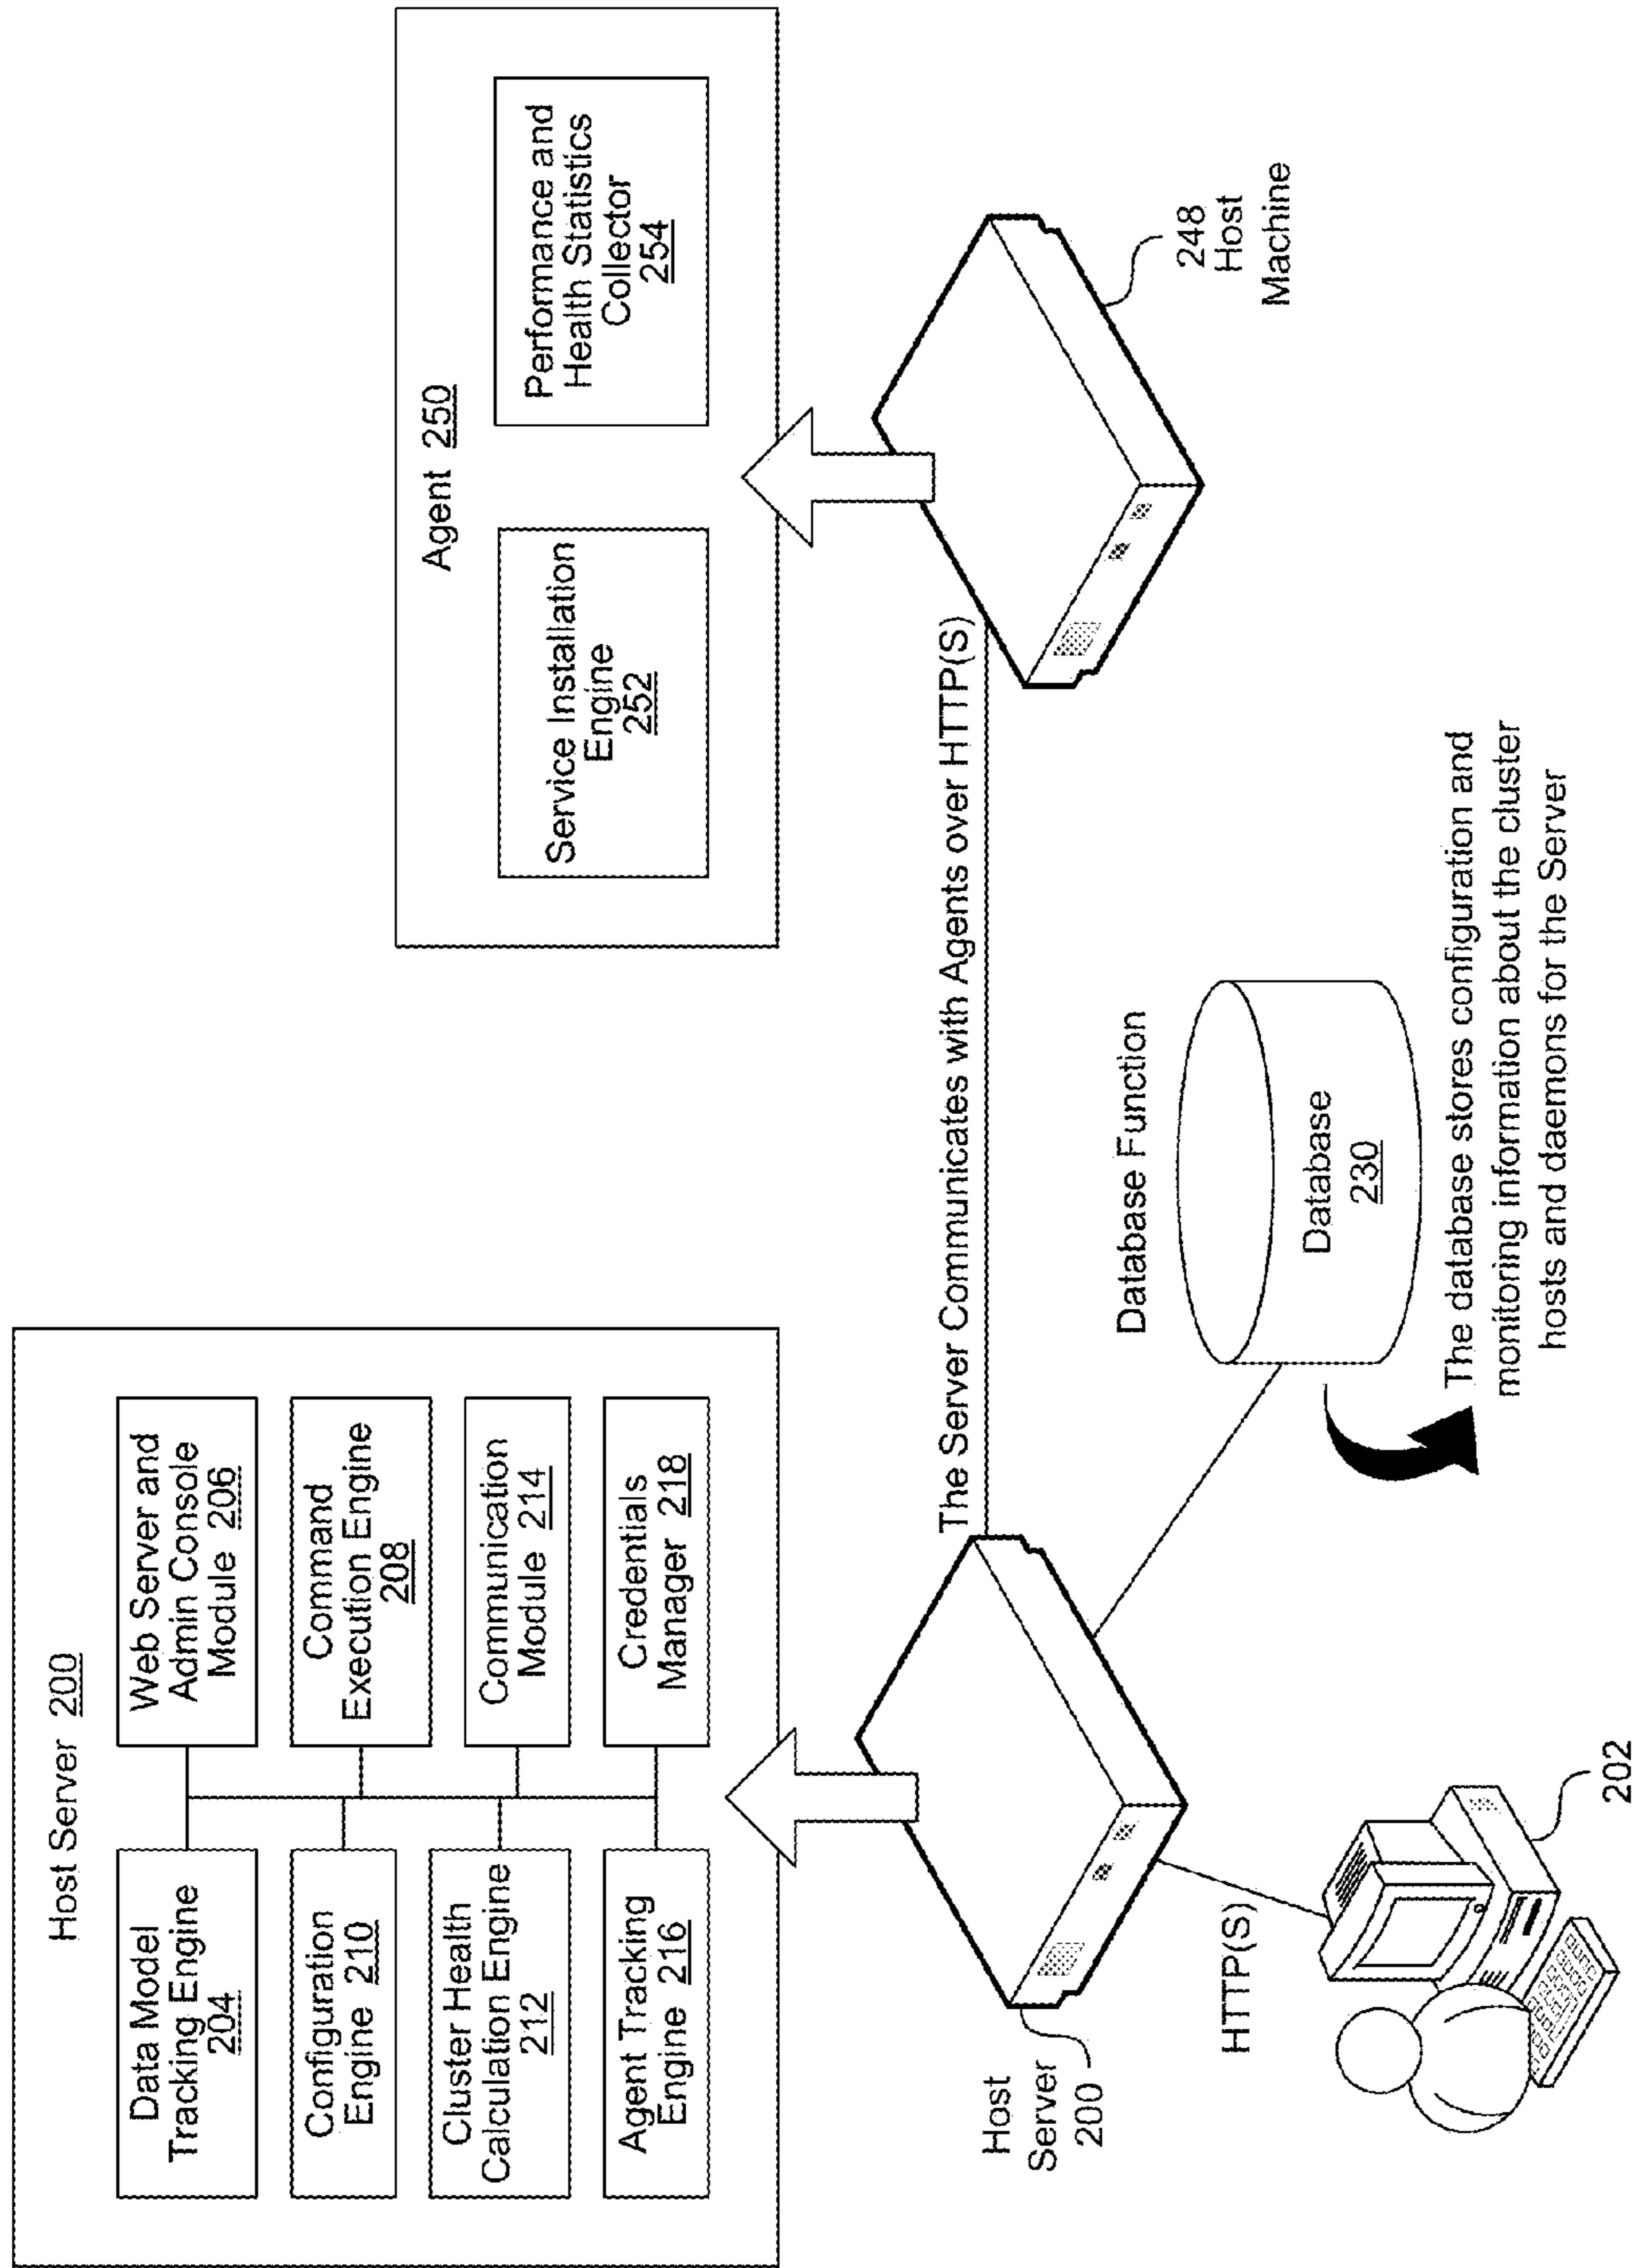 Host Server 200
Data Model
Tracking Engine
204
Web Server and
Admin Console
Module 206
Configuration
Engine 210
Command
Execution Engine
208
Cluster Health
Calculation Engine
212
Communication
Module 214
Agent Tracking
Engine 216
Credentials
Manager 218
Agent 250
Service Installation
Engine
252
Performance and
Health Statistics
Collector
254
The Server Communicates with Agents over HTTP(S)
Host
Server
200
248
Host
Machine
HTTP(S)
202
Database Function
Database
230
The database stores configuration and
monitoring information about the cluster
hosts and daemons for the Server